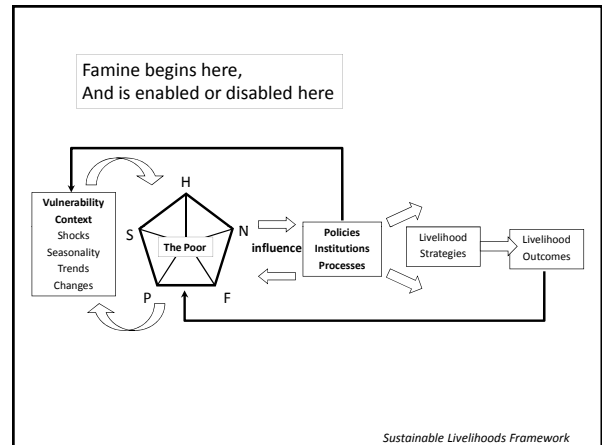 Famine begins here,
And is enabled or disabled here
Vulnerability
Context
Shocks
Seasonality
Trends
Changes
H
S
N
The Poor
P
F
influence
Policies
Institutions
Processes
Livelihood
Strategies
Livelihood
Outcomes
Sustainable Livelihoods Framework